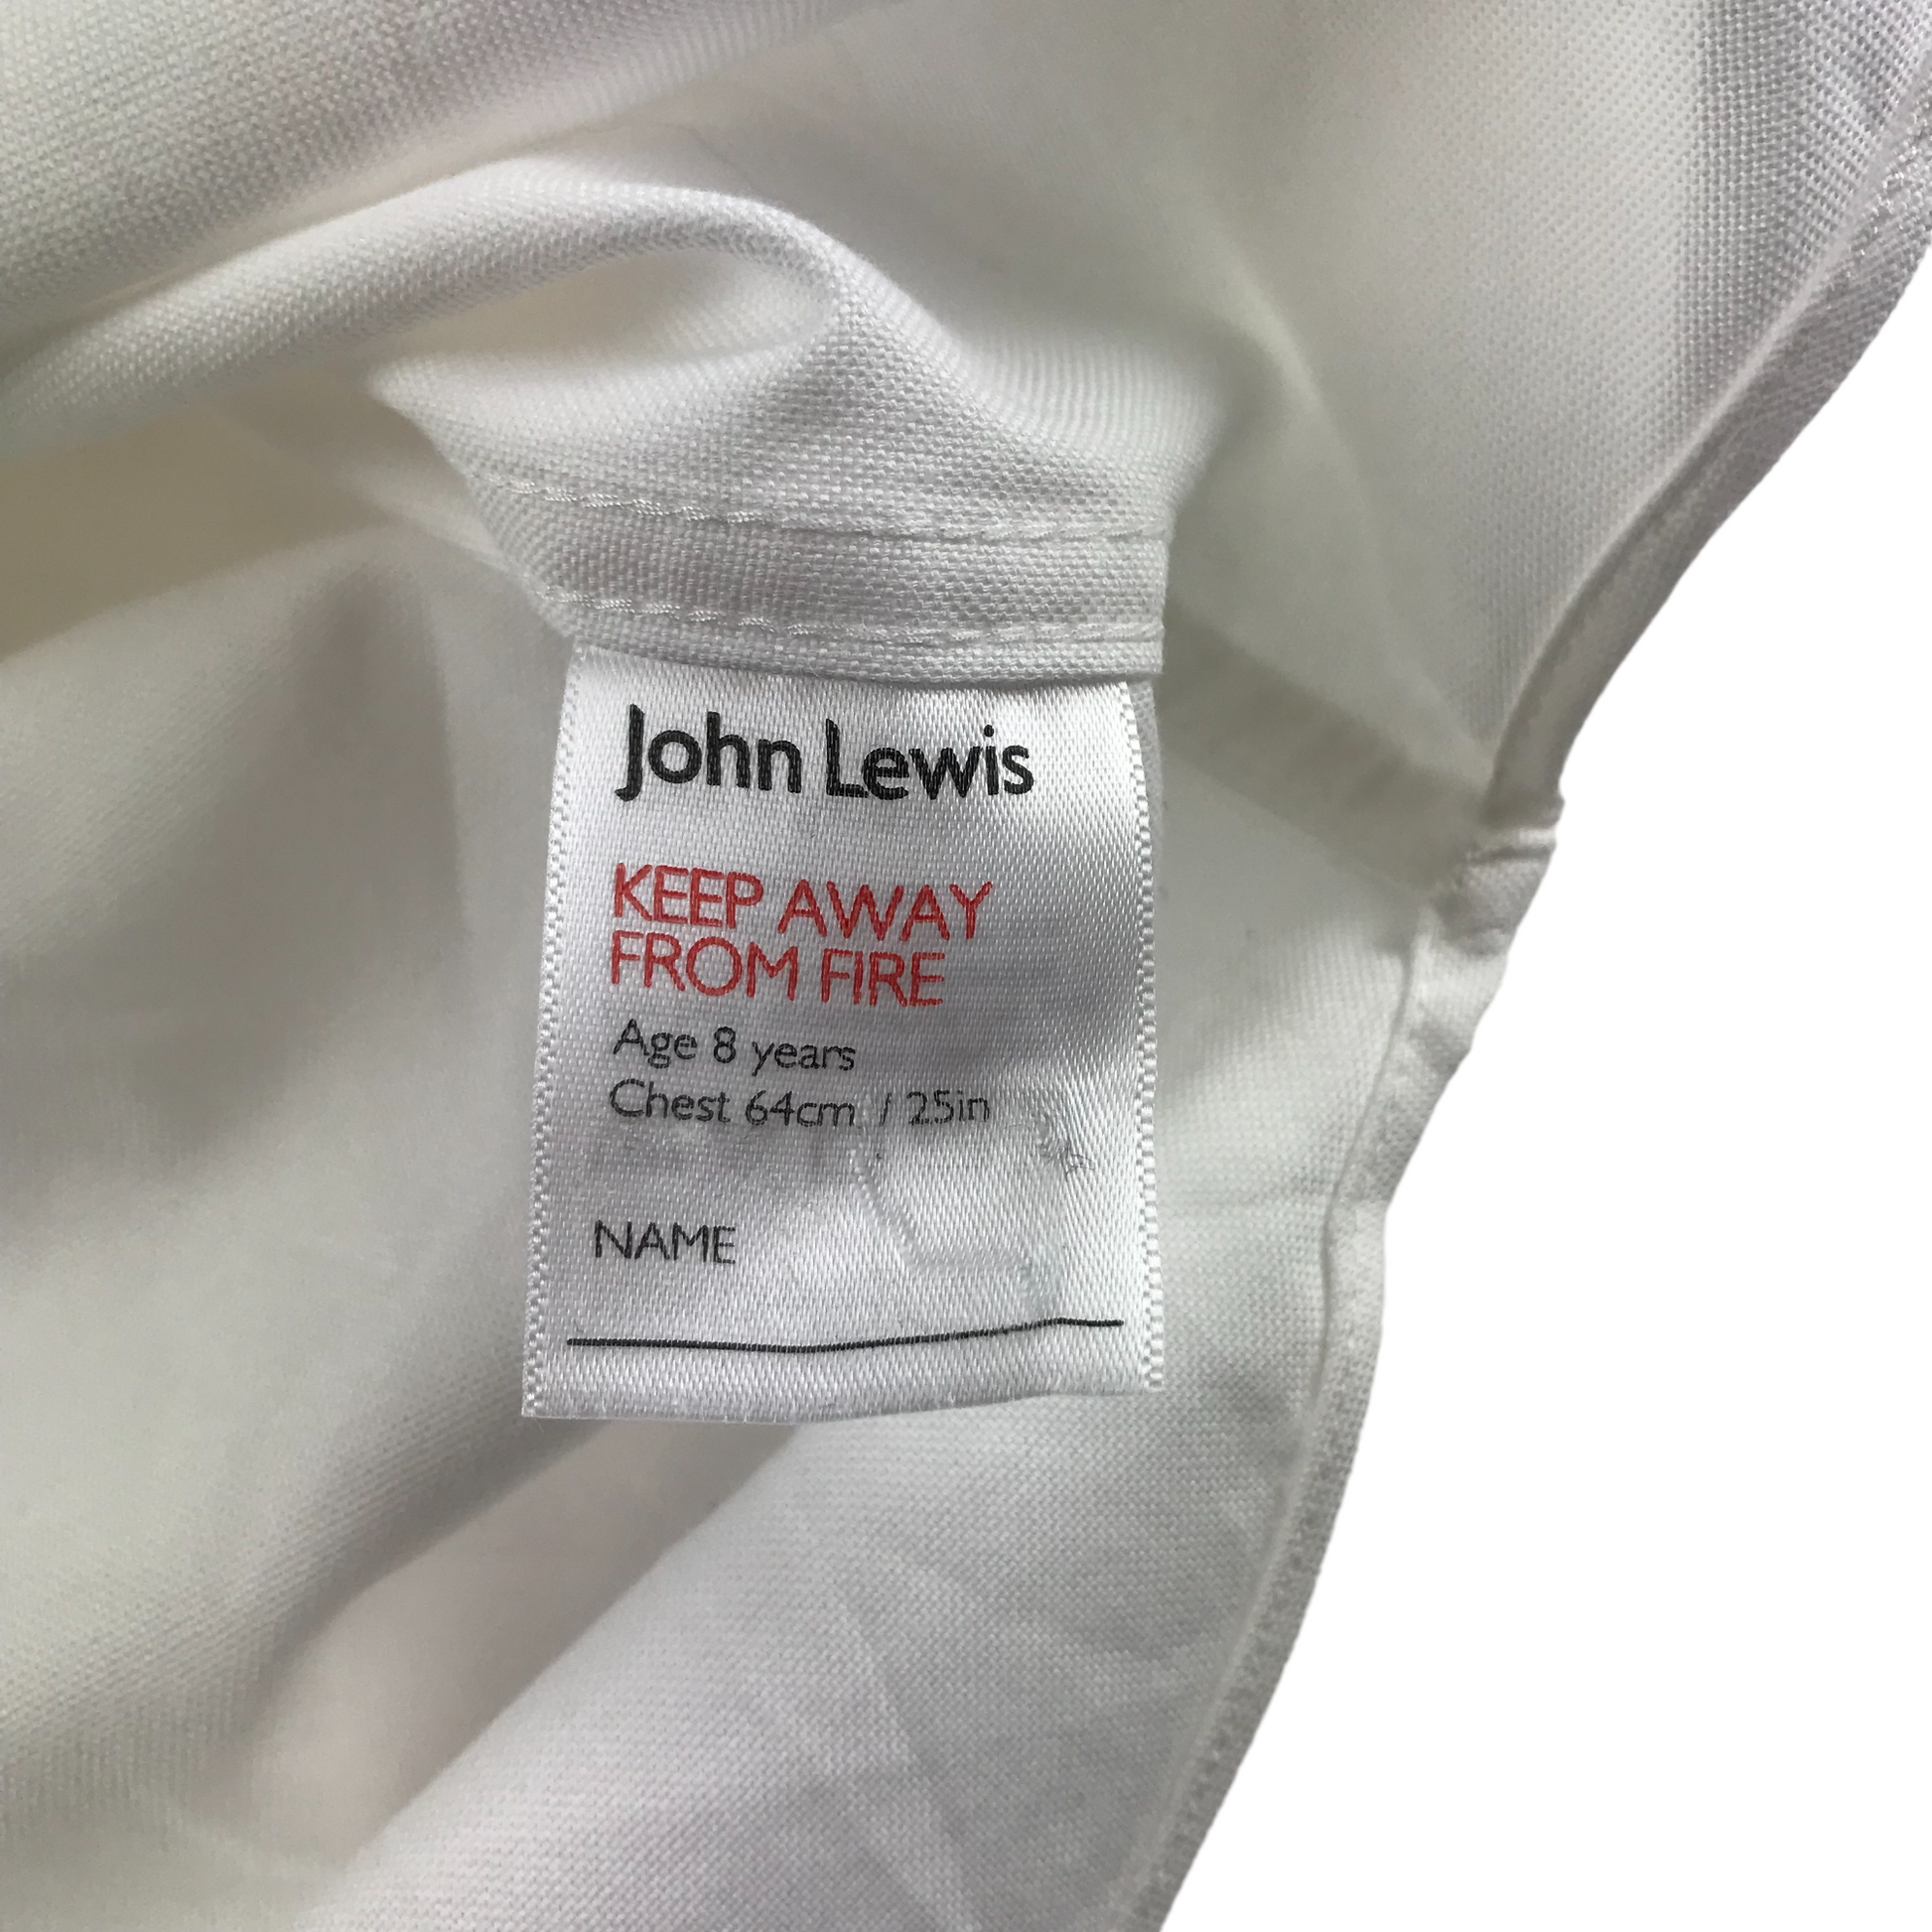 John Lewis
KEEP AWAY
FROM FIRE
Age 8 years
Chest 64cm / 25in
NAME